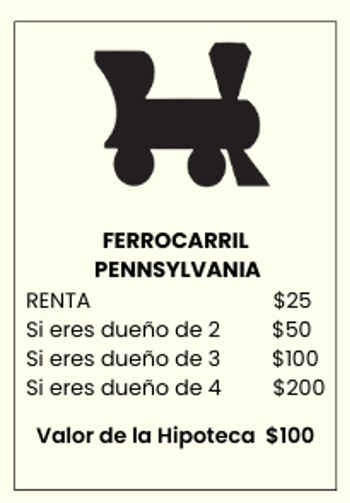 FERROCARRIL
PENNSYLVANIA
RENTA $25
Si eres dueño de 2 $50
Si eres dueño de 3 $100
Si eres dueño de 4 $200
Valor de la Hipoteca $100